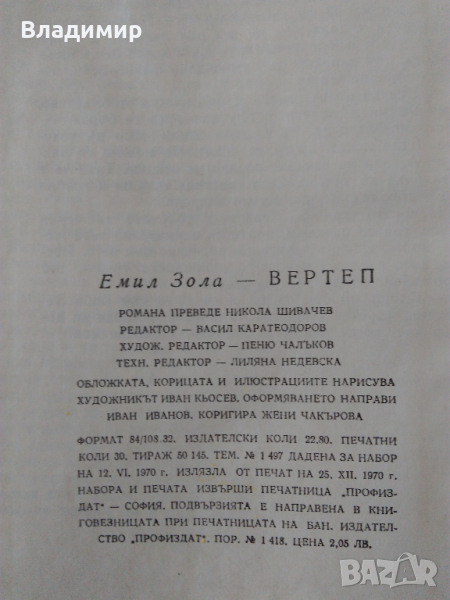 Владимир
Емил Зола — ВЕРТЕП
РОМАНА ПРЕВЕДЕ НИКОЛА ШИВАЧЕВ
РЕДАКТОР — ВАСИЛ КАРАТЕОДОРОВ
ХУДОЖ. РЕДАКТОР — ПЕНЮ ЧАЛЪКОВ
ТЕХН. РЕДАКТОР — ЛИЛЯНА НЕДЕВСКА
ОБЛОЖКАТА, КОРИЦАТА И ИЛЮСТРАЦИИТЕ НАРИСУВА
ХУДОЖНИКЪТ ИВАН КЬОСЕВ. ОФОРМЯВАНЕТО НАПРАВИ
ИВАН ИВАНОВ. КОРИГИРА ЖЕНИ ЧАКЪРОВА
ФОРМАТ 84/108.32. ИЗДАТЕЛСКИ КОЛИ 22,80. ПЕЧАТНИ
КОЛИ 30. ТИРАЖ 50 145. ТЕМ. № 1 497 ДАДЕНА ЗА НАБОР
НА 12. VI. 1970 г. ИЗЛЯЗЛА ОТ ПЕЧАТ НА 25. XII. 1970 г.
НАБОРА И ПЕЧАТА ИЗВЪРШИ ПЕЧАТНИЦА „ПРОФИЗ-
ДАТ" — СОФИЯ. ПОДВЪРЗИЯТА Е НАПРАВЕНА В КНИ-
ГОВЕЗНИЦАТА ПРИ ПЕЧАТНИЦАТА НА БАН. ИЗДАТЕЛ-
СТВО „ПРОФИЗДАТ". ПОР. № 1 418. ЦЕНА 2,05 ЛВ.
BAZAR